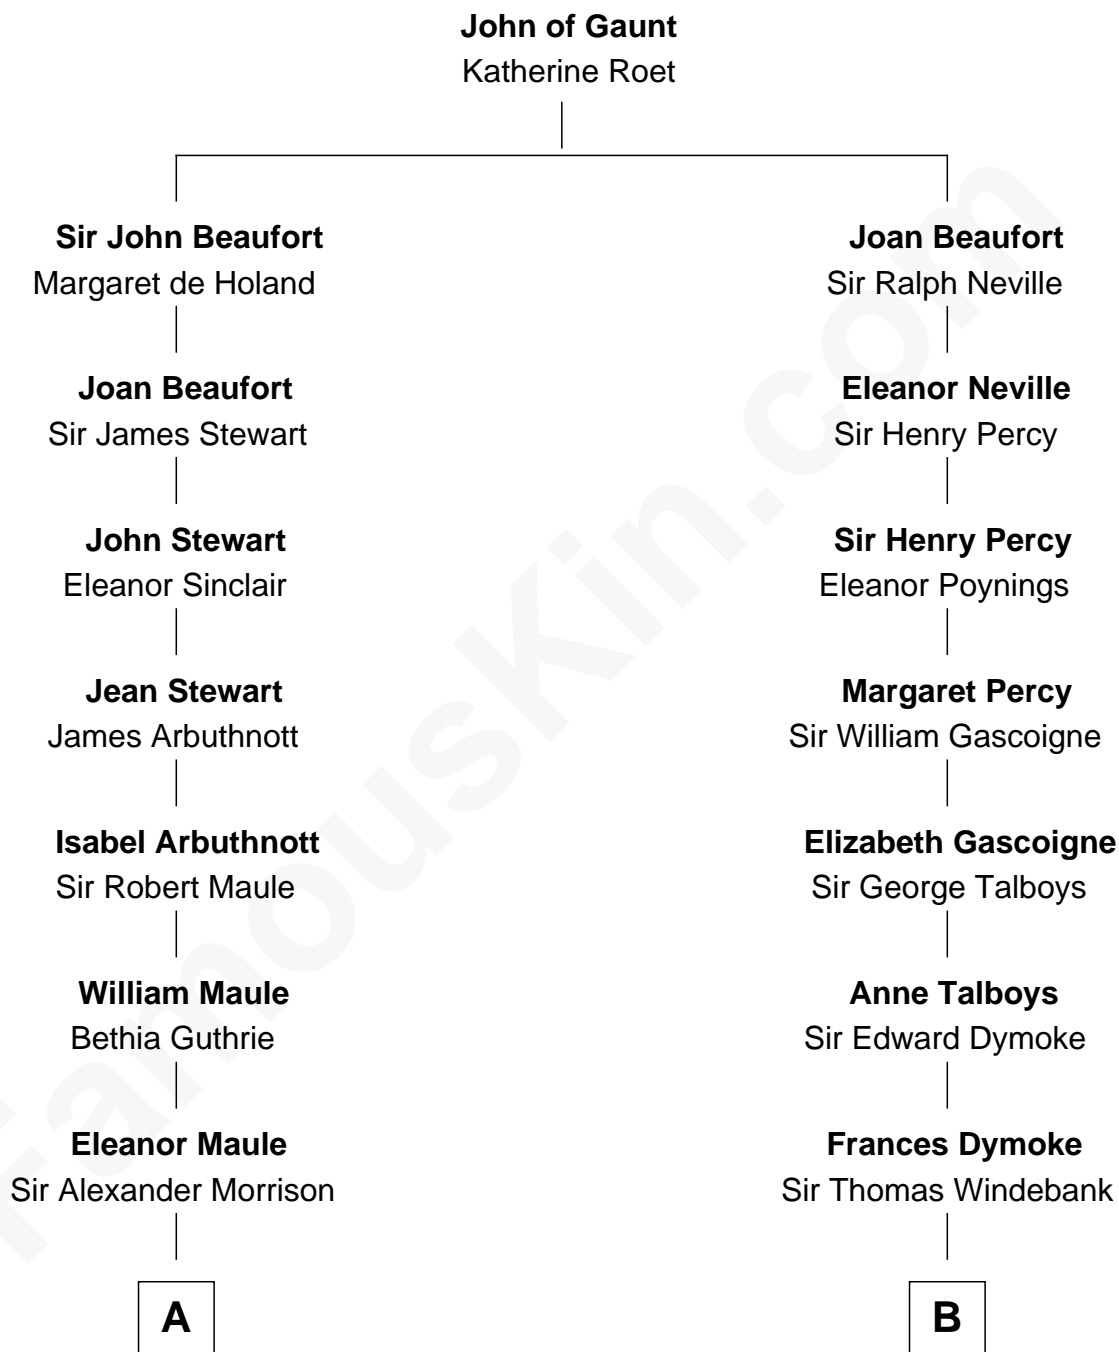 John of Gaunt
Katherine Roet
Sir John Beaufort
Margaret de Holand
Joan Beaufort
Sir James Stewart
John Stewart
Eleanor Sinclair
Jean Stewart
James Arbuthnott
Isabel Arbuthnott
Sir Robert Maule
William Maule
Bethia Guthrie
Eleanor Maule
Sir Alexander Morrison
A
Joan Beaufort
Sir Ralph Neville
Eleanor Neville
Sir Henry Percy
Sir Henry Percy
Eleanor Poynings
Margaret Percy
Sir William Gascoigne
Elizabeth Gascoigne
Sir George Talboys
Anne Talboys
Sir Edward Dymoke
Frances Dymoke
Sir Thomas Windebank
B
FamousKin.com